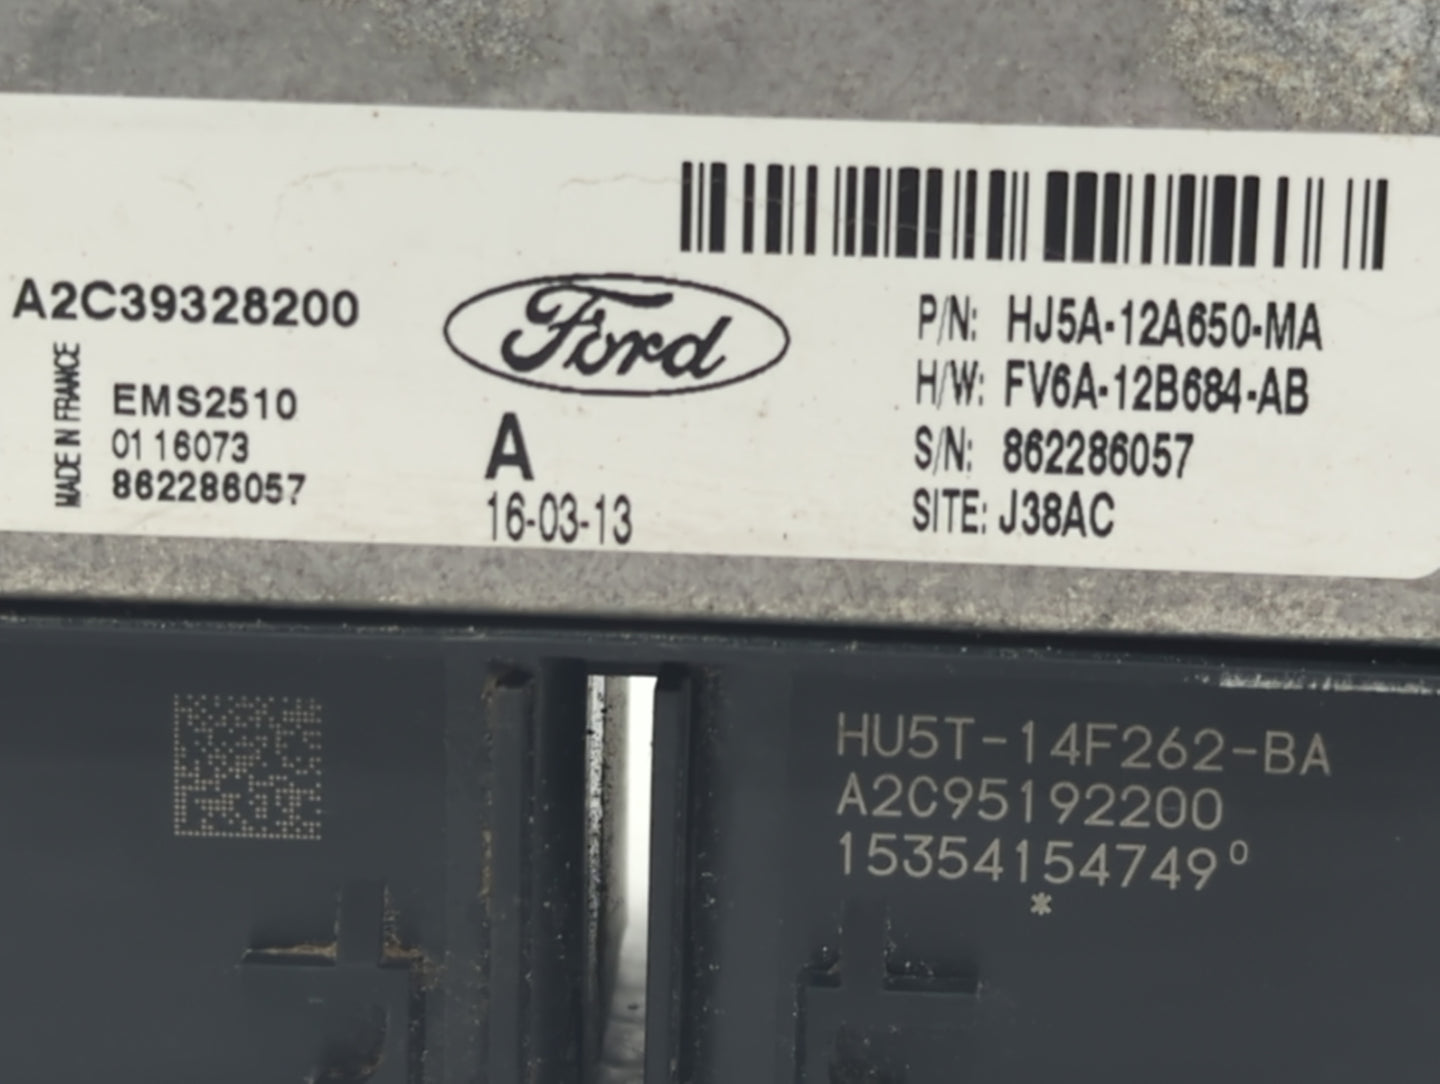 A2C39328200
MADE IN FRANCE
EMS2510
01 16073
862286057
Ford
A
16-03-13
P/N: HJ5A-12A650-MA
H/W: FV6A-12B684-AB
S/N: 862286057
SITE: J38AC
HU5T-14F262-BA
A2C95192200
15354154749⁰
*